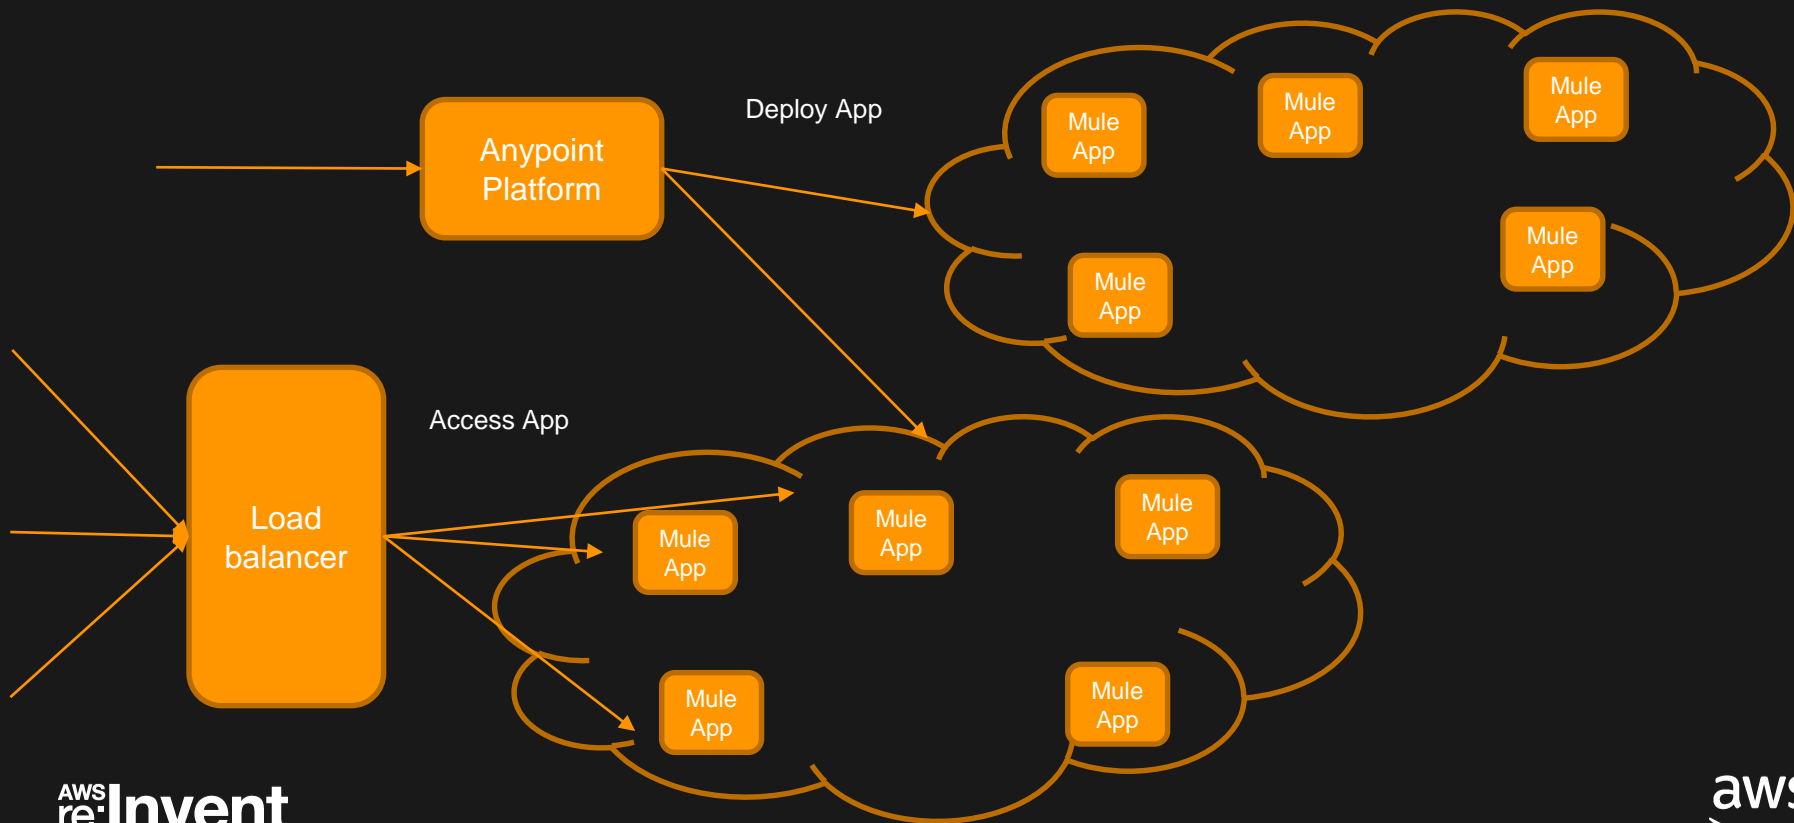 Deploy App
Anypoint
Platform
Mule
App
Mule
App
Mule
App
Mule
App
Mule
App
Access App
Load
balancer
Mule
App
Mule
App
Mule
App
Mule
App
Mule
App
AWS
re:Invent
aws